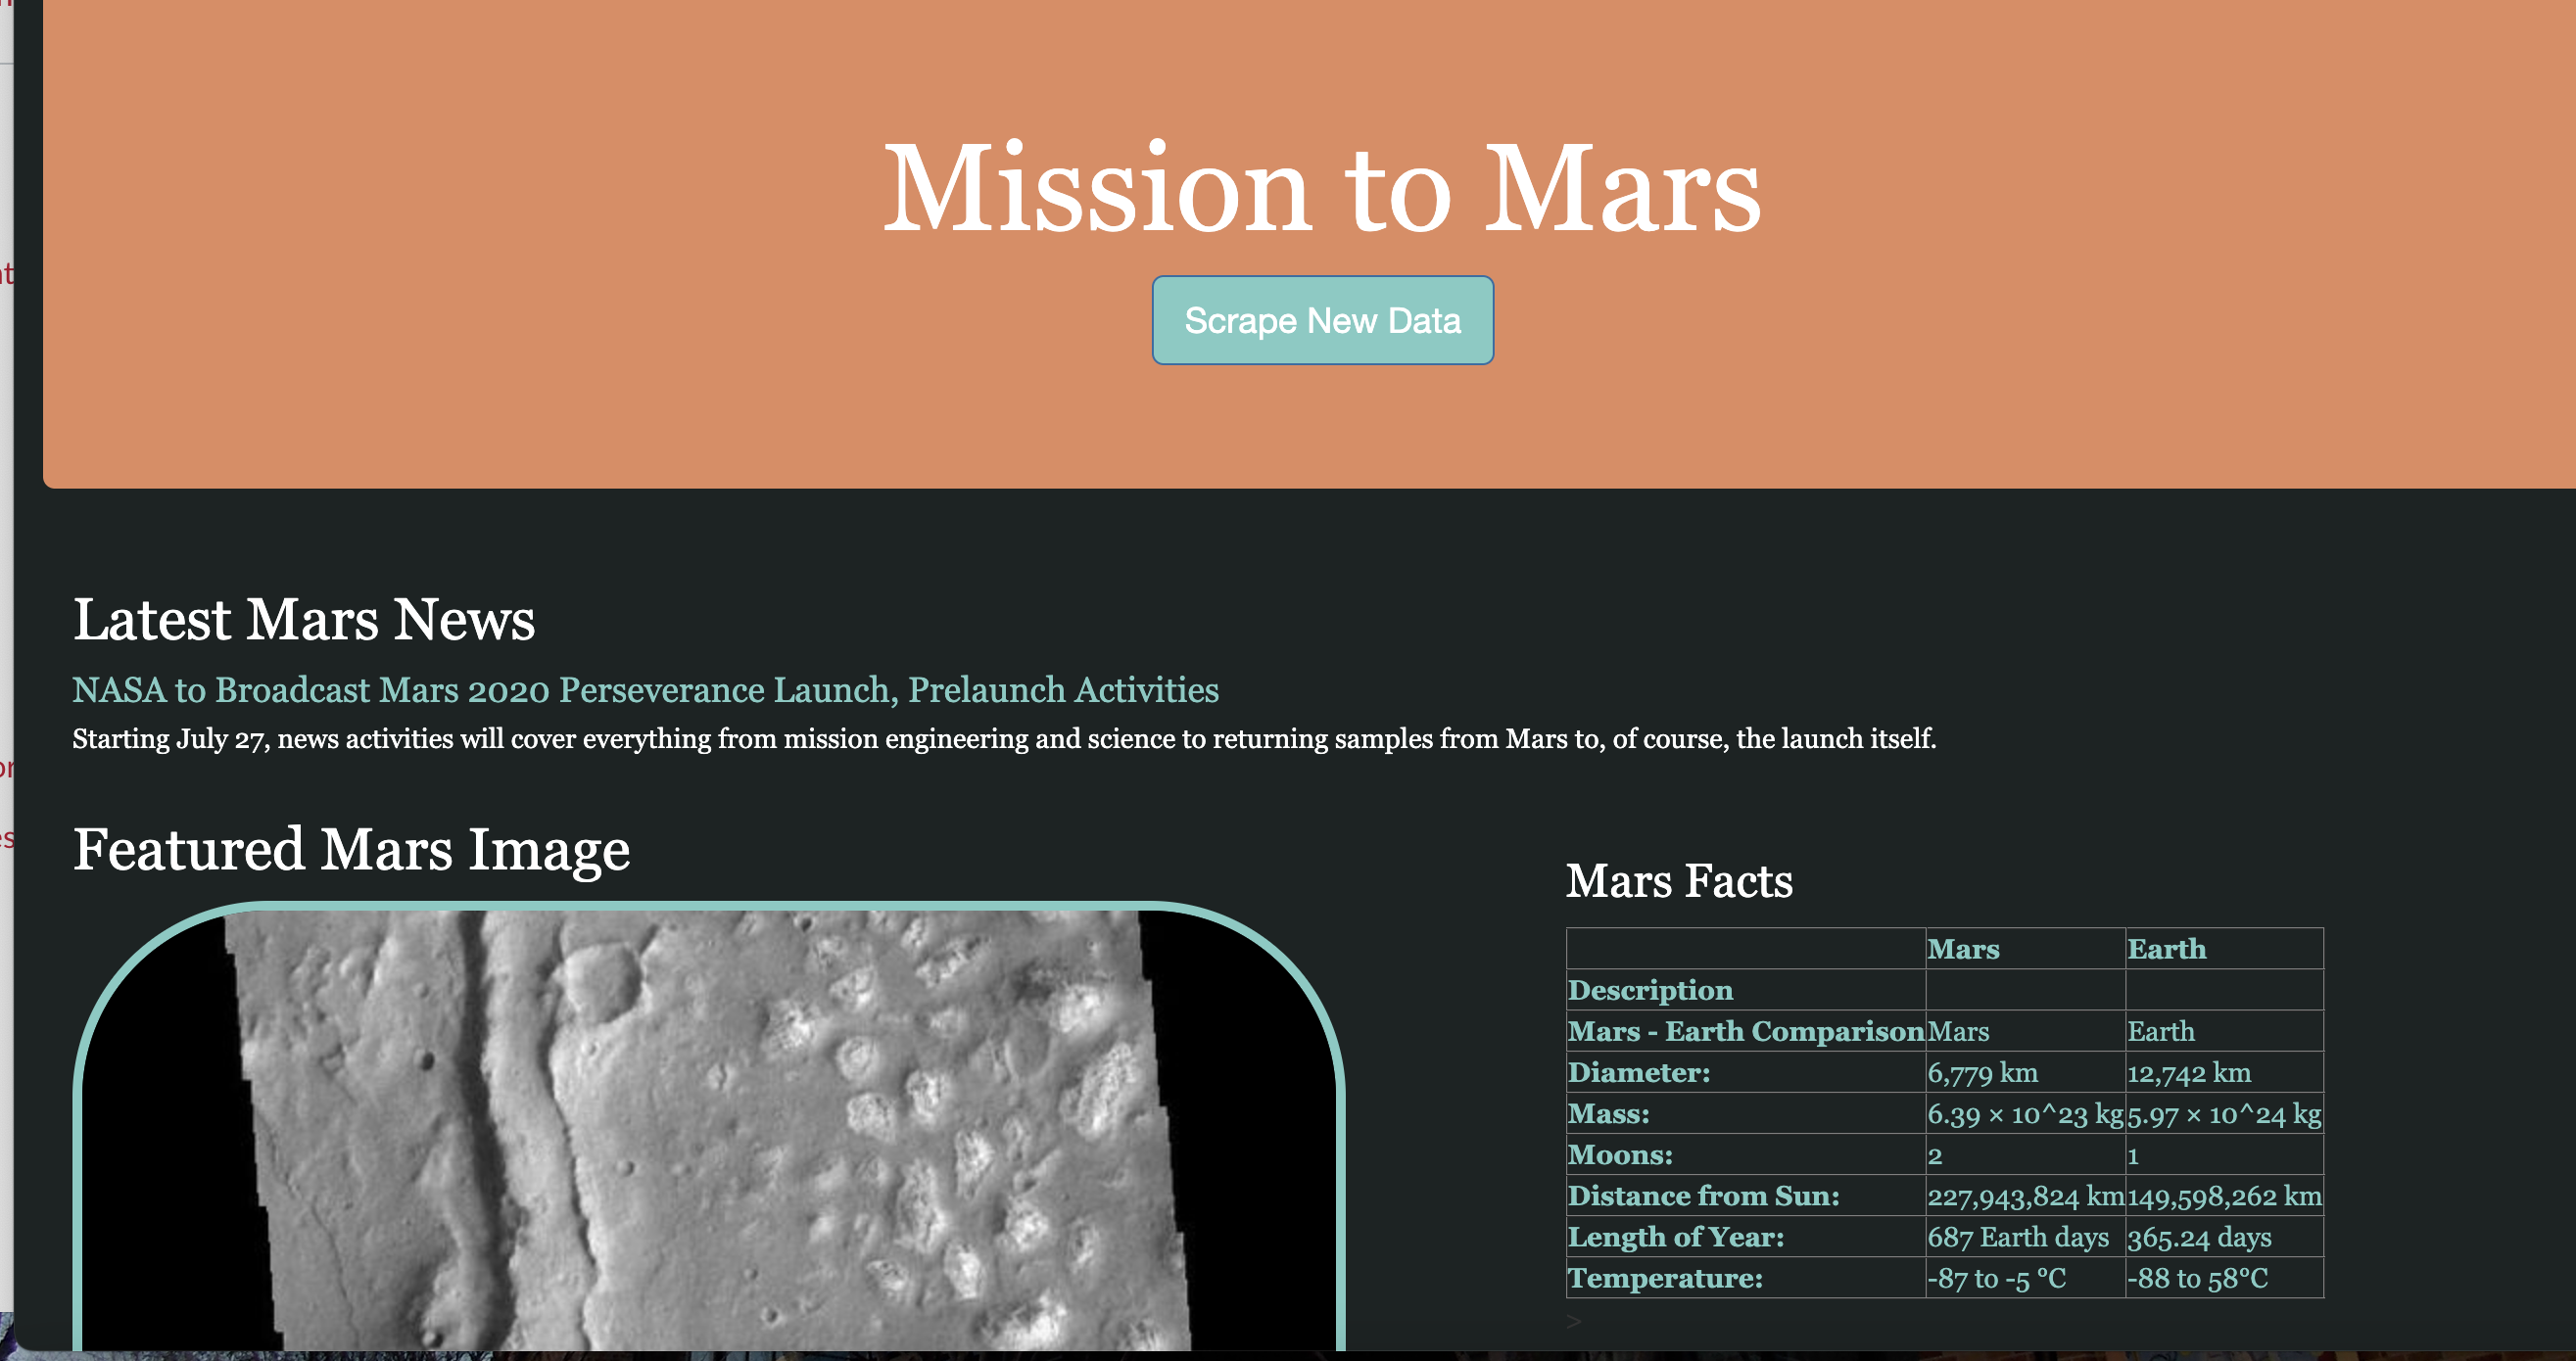 Mission to Mars
Scrape New Data
Latest Mars News
NASA to Broadcast Mars 2020 Perseverance Launch, Prelaunch Activities
Starting July 27, news activities will cover everything from mission engineering and science to returning samples from Mars to, of course, the launch itself.
Featured Mars Image
Mars Facts
Mars Earth
Description
Mars - Earth Comparison Mars Earth
Diameter: 6,779 km 12,742 km
Mass: 6.39 × 10^23 kg 5.97 × 10^24 kg
Moons: 2 1
Distance from Sun: 227,943,824 km 149,598,262 km
Length of Year: 687 Earth days 365.24 days
Temperature: -87 to -5 °C -88 to 58°C
>